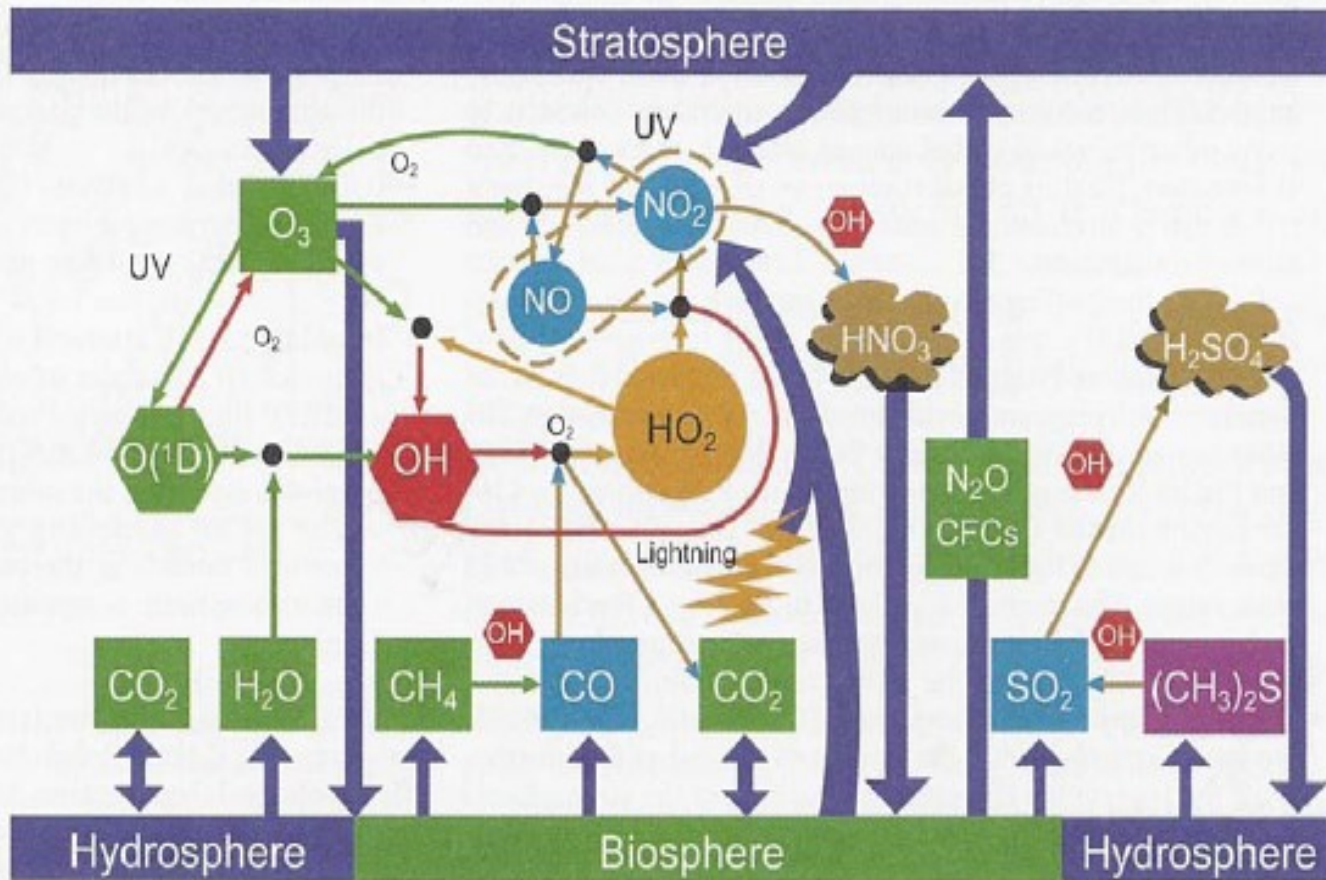 Stratosphere
UV
O₂
NO₂
OH
O₃
UV
NO
O₂
HNO₃
H₂SO₄
HO₂
O₂
O(¹D)
OH
OH
N₂O
CFCs
Lightning
OH
OH
CO₂
H₂O
CH₄
CO
CO₂
SO₂
(CH₃)₂S
Hydrosphere
Biosphere
Hydrosphere